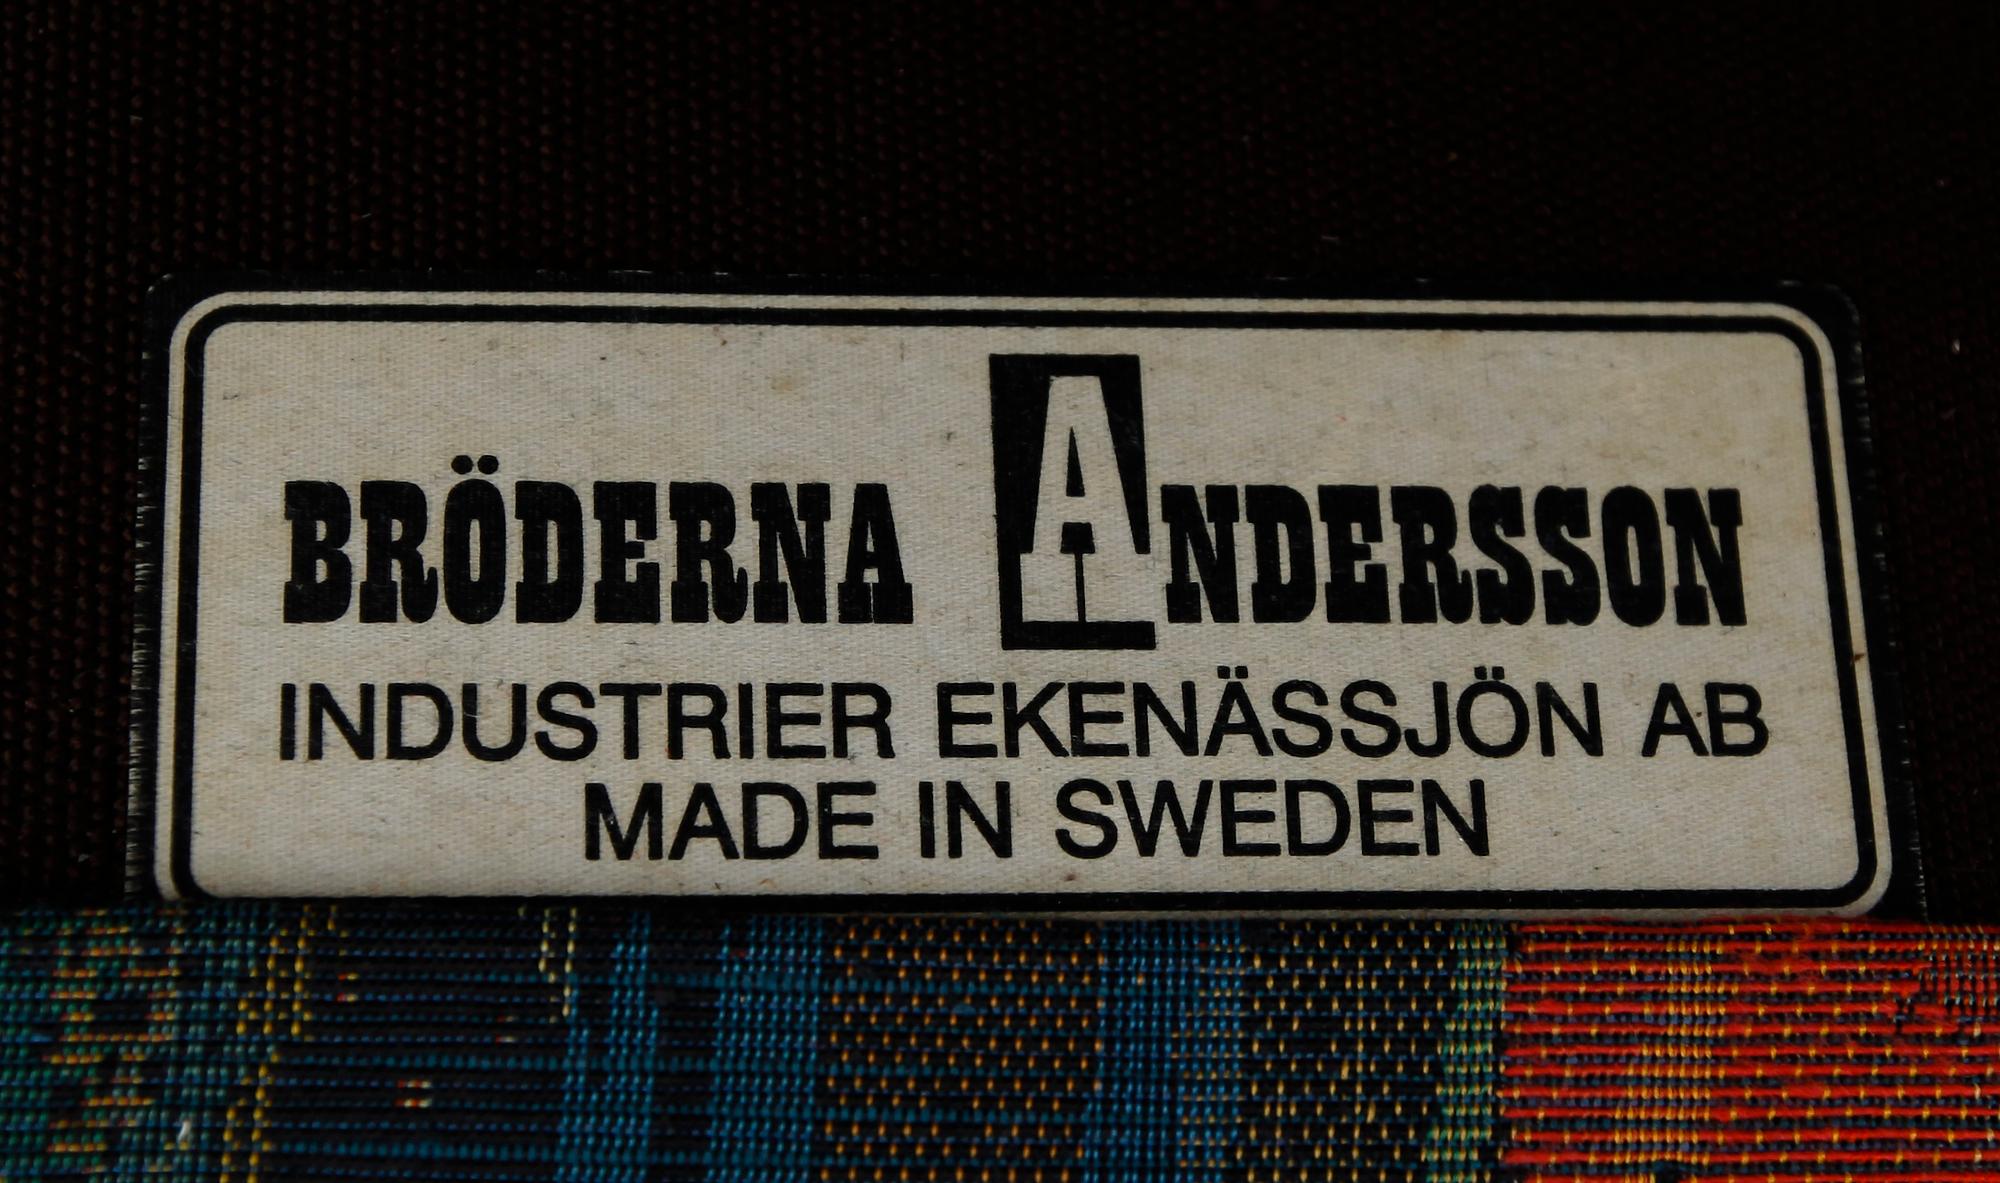 BRÖDERNA ANDERSSON
INDUSTRIER EKENÄSSJÖN AB
MADE IN SWEDEN